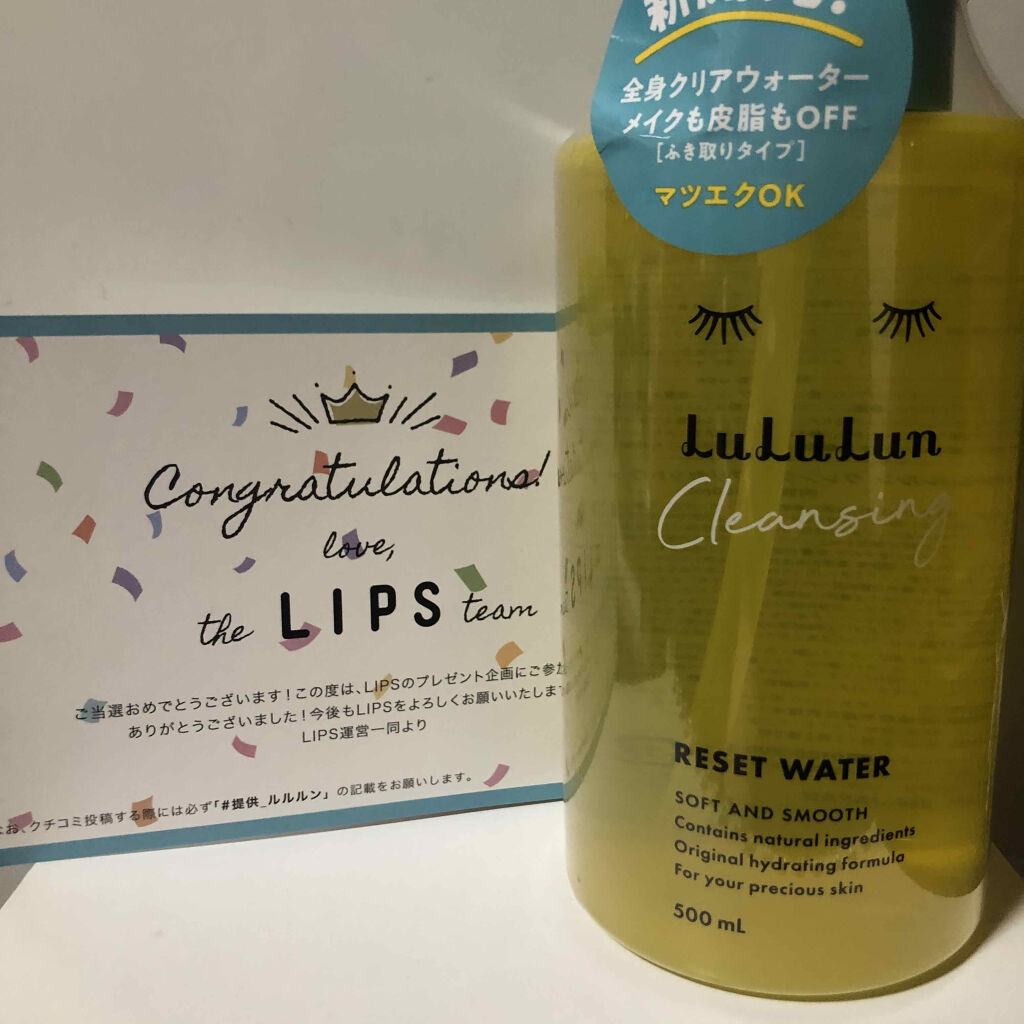 Congratulations!
love,
the LIPS team
ご当選おめでとうございます！この度は、LIPSのプレゼント企画にご参加
ありがとうございました！今後もLIPSをよろしくお願いいたします
LIPS運営一同より
なお、クチコミ投稿する際には必ず「#提供_ルルルン」の記載をお願いします。
全身クリアウォーター
メイクも皮脂もOFF
[ふき取りタイプ]
マツエクOK
LuLuLun
Cleansing
RESET WATER
SOFT AND SMOOTH
Contains natural ingredients
Original hydrating formula
For your precious skin
500 mL